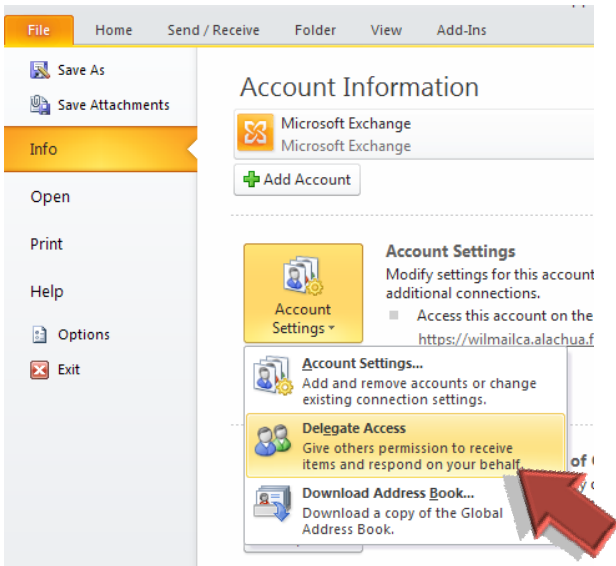 File Home Send / Receive Folder View Add-Ins
Save As
Save Attachments
Info
Open
Print
Help
Options
Exit
Account Information
Microsoft Exchange
Microsoft Exchange
Add Account
Account Settings
Account Settings
Modify settings for this account
additional connections.
Access this account on the
https://wilmailca.alachua.f
Account Settings...
Add and remove accounts or change
existing connection settings.
Delegate Access
Give others permission to receive
items and respond on your behalf.
of
Download Address Book...
Download a copy of the Global
Address Book.